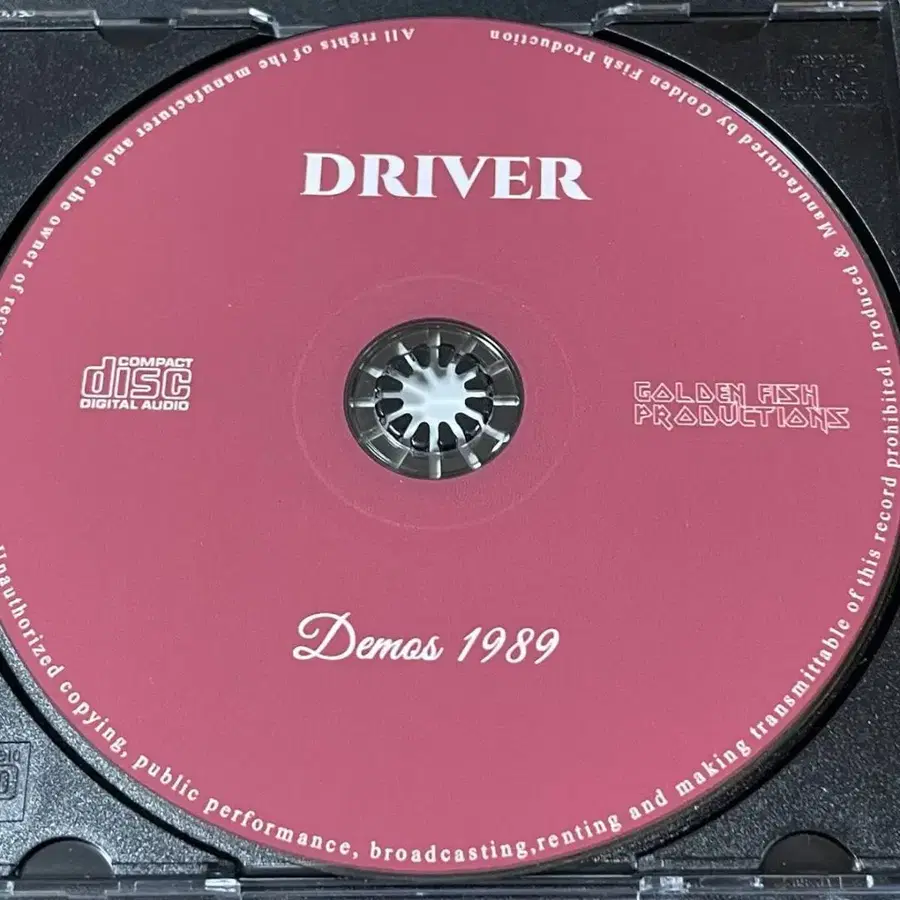 DRIVER
COMPACT
disc
DIGITAL AUDIO
GOLDEN FISH
PRODUCTIONS
Demos 1989
All rights of the manufacturer and of the owner of
Unauthorized copying, public performance, broadcasting,renting and making transmittable of this record prohibited. Produced & Manufactured by Golden Fish Production